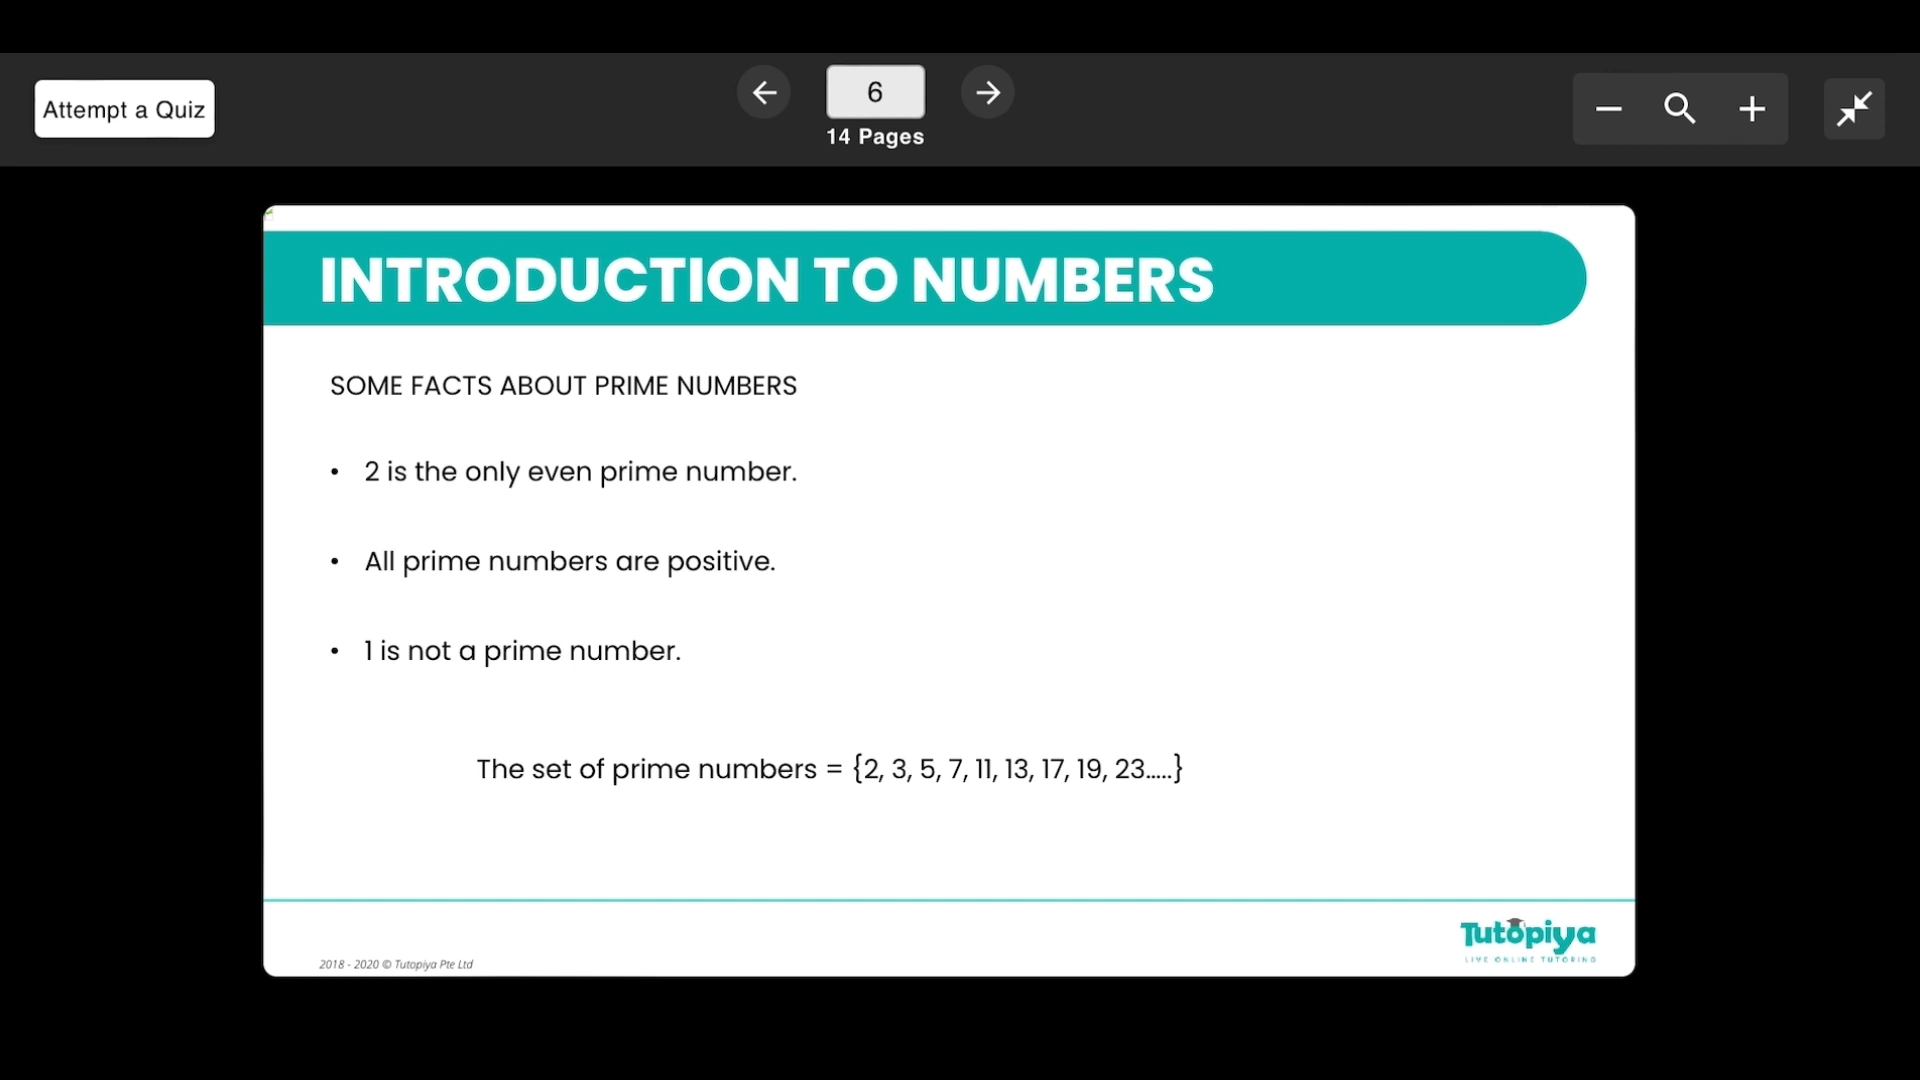 Attempt a Quiz
6
14 Pages
INTRODUCTION TO NUMBERS
SOME FACTS ABOUT PRIME NUMBERS
• 2 is the only even prime number.
• All prime numbers are positive.
• 1 is not a prime number.
The set of prime numbers = {2, 3, 5, 7, 11, 13, 17, 19, 23.....}
Tutopiya
LIVE ONLINE TUTORING
2018 - 2020 © Tutopiya Pte Ltd